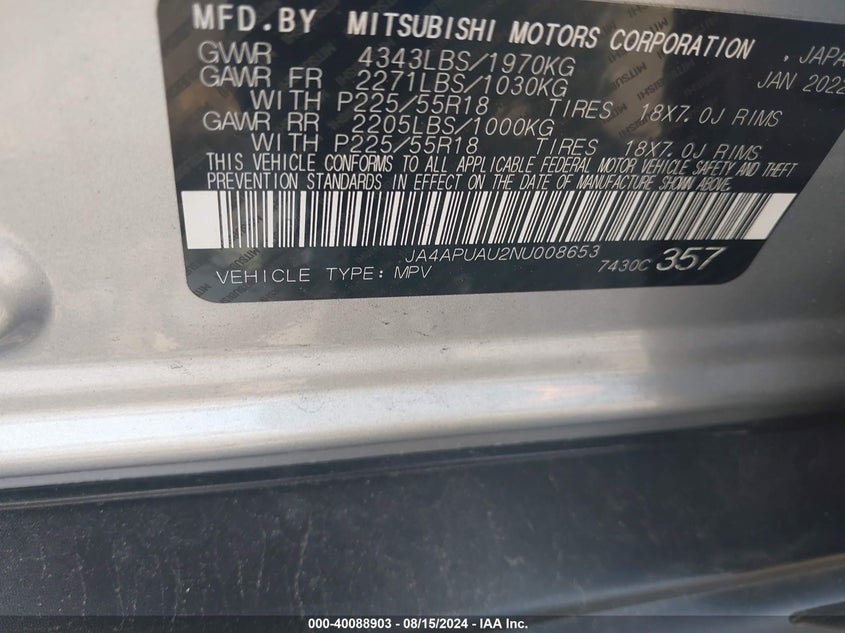 MFD.BY MITSUBISHI MOTORS CORPORATION , JAPA
GVWR 4343LBS/1970KG JAN 2022
GAWR FR 2271LBS/1030KG
WITH P225/55R18 TIRES 18X7.0J RIMS
GAWR RR 2205LBS/1000KG
WITH P225/55R18 TIRES 18X7.0J RIMS
THIS VEHICLE CONFORMS TO ALL APPLICABLE FEDERAL MOTOR VEHICLE SAFETY AND THEFT
PREVENTION STANDARDS IN EFFECT ON THE DATE OF MANUFACTURE SHOWN ABOVE.
JA4APUAU2NU008653
VEHICLE TYPE: MPV 7430C 357
000-40088903 - 08/15/2024 - IAA Inc.